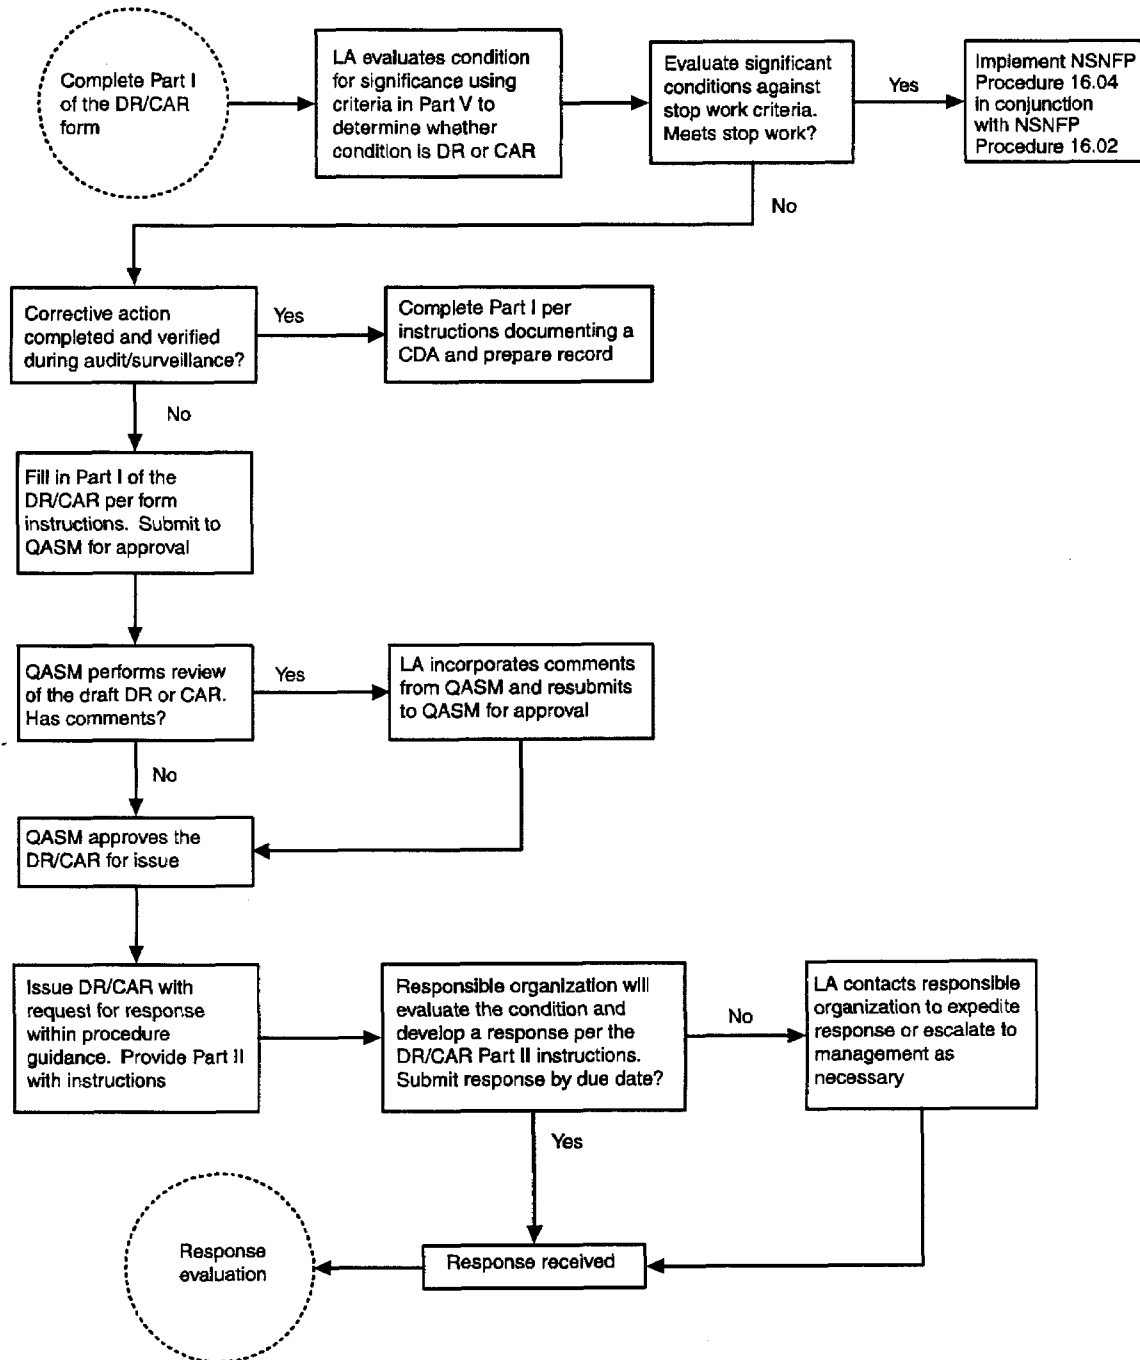 Complete Part I
of the DR/CAR
form
LA evaluates condition
for significance using
criteria in Part V to
determine whether
condition is DR or CAR
Evaluate significant
conditions against
stop work criteria.
Meets stop work?
Yes
Implement NSNFP
Procedure 16.04
in conjunction
with NSNFP
Procedure 16.02
No
Corrective action
completed and verified
during audit/surveillance?
Yes
Complete Part I per
instructions documenting a
CDA and prepare record
No
Fill in Part I of the
DR/CAR per form
instructions. Submit to
QASM for approval
QASM performs review
of the draft DR or CAR.
Has comments?
Yes
LA incorporates comments
from QASM and resubmits
to QASM for approval
No
QASM approves the
DR/CAR for issue
Issue DR/CAR with
request for response
within procedure
guidance. Provide Part II
with instructions
Responsible organization will
evaluate the condition and
develop a response per the
DR/CAR Part II instructions.
Submit response by due date?
No
LA contacts responsible
organization to expedite
response or escalate to
management as
necessary
Yes
Response received
Response
evaluation